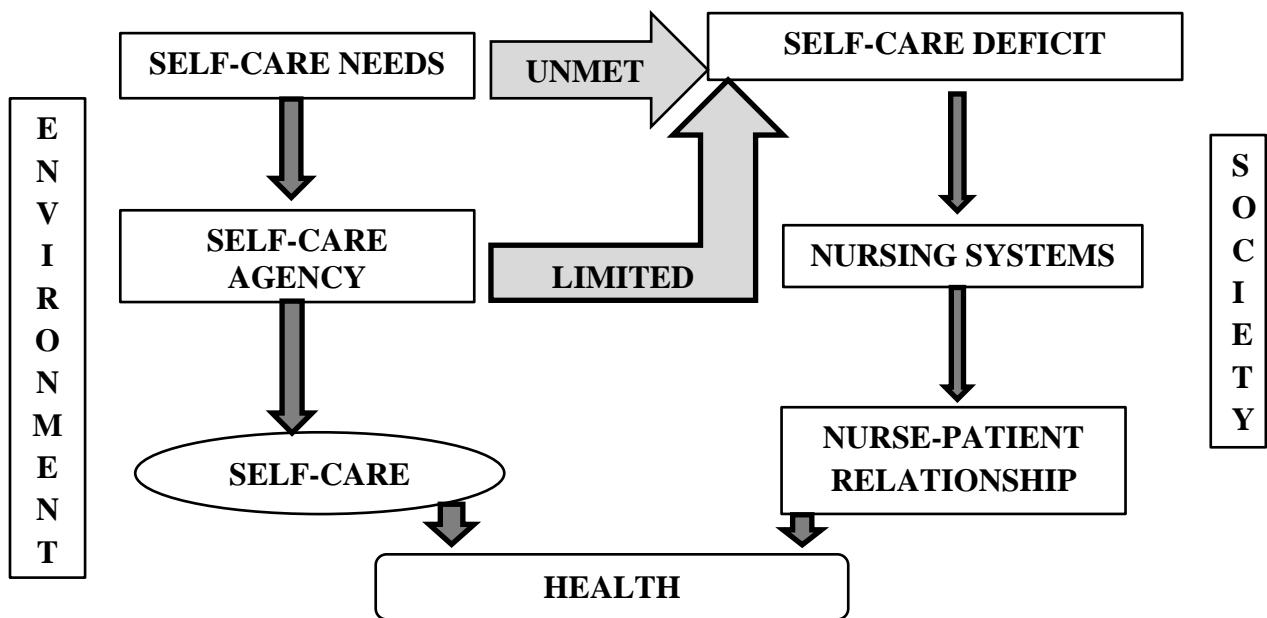 SELF-CARE NEEDS
UNMET
SELF-CARE DEFICIT
E
N
V
I
R
O
N
M
E
N
T
S
O
C
I
E
T
Y
SELF-CARE
AGENCY
LIMITED
NURSING SYSTEMS
SELF-CARE
NURSE-PATIENT
RELATIONSHIP
HEALTH